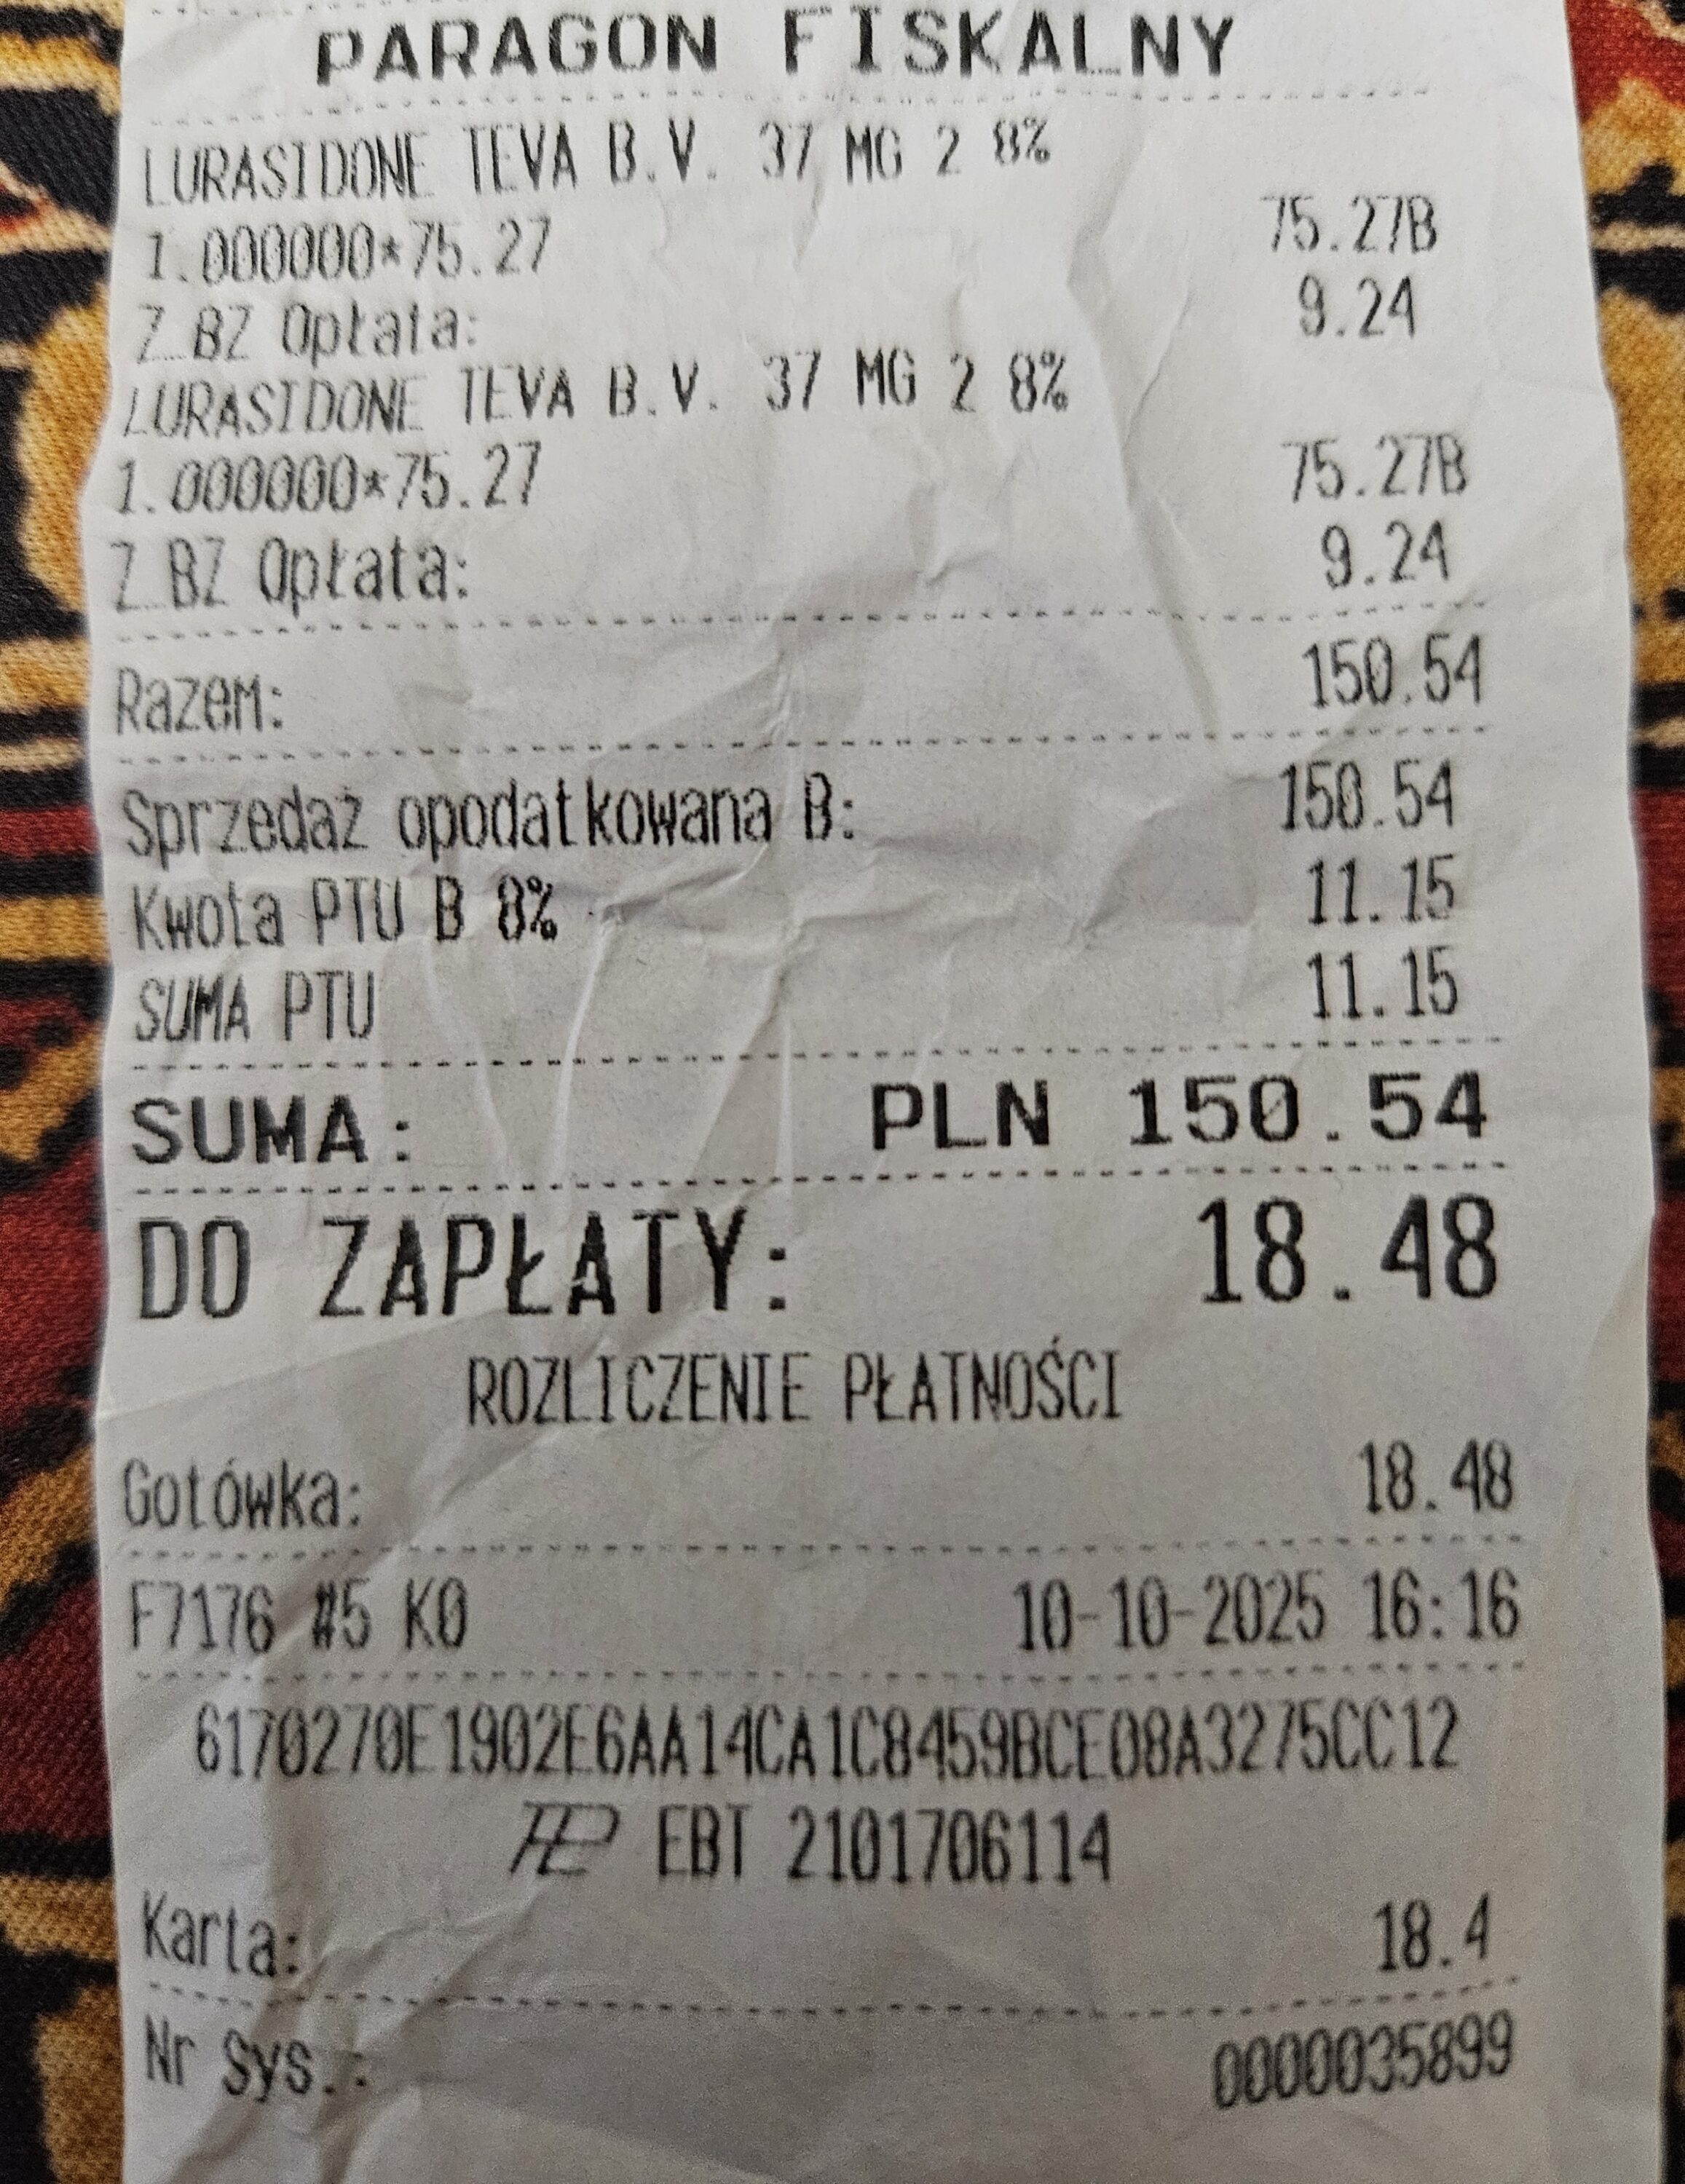 PARAGON FISKALNY
LURASIDONE TEVA B.V. 37 MG 2 8%
1.000000*75.27 75.27B
Z_BZ Opłata: 9.24
LURASIDONE TEVA B.V. 37 MG 2 8%
1.000000*75.27 75.27B
Z_BZ Opłata: 9.24
Razem: 150.54
Sprzedaż opodatkowana B: 150.54
Kwota PTU B 8% 11.15
SUMA PTU 11.15
SUMA: PLN 150.54
DO ZAPŁATY: 18.48
ROZLICZENIE PŁATNOŚCI
Gotówka: 18.48
F7176 #5 K0 10-10-2025 16:16
6170270E1902E6AA14CA1C8459BCE08A3275CC12
EBT 2101706114
Karta: 18.4
Nr Sys.: 0000035899